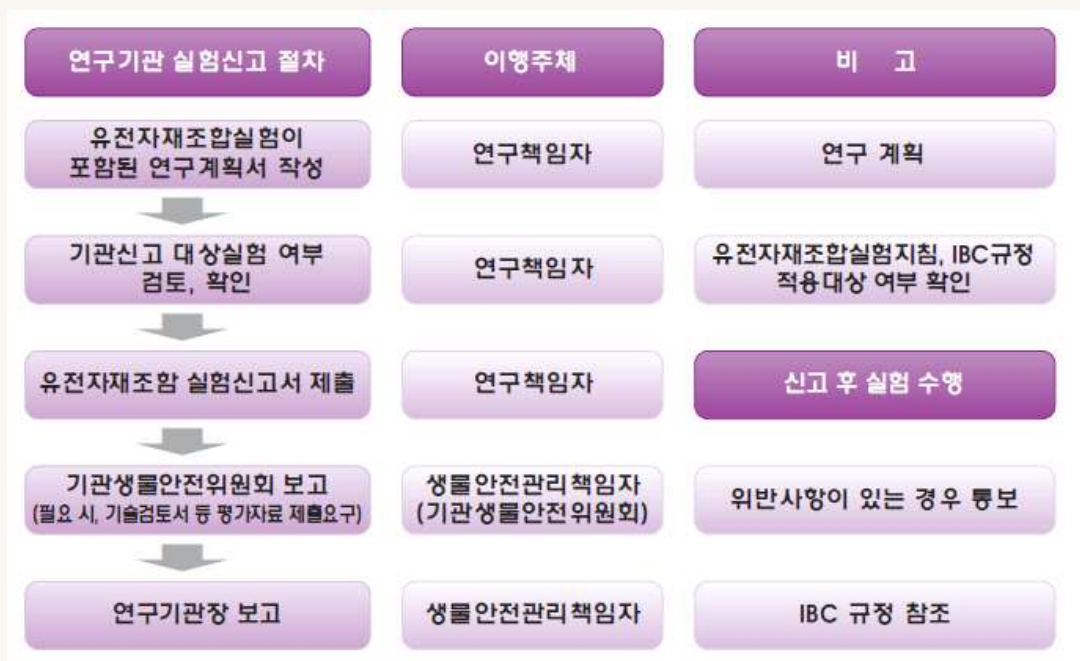 연구기관 실험신고 절차
이행주체
비 고
유전자재조합실험이
포함된 연구계획서 작성
연구책임자
연구 계획
기관신고 대상실험 여부
검토, 확인
연구책임자
유전자재조합실험지침, IBC규정
적용대상 여부 확인
유전자재조합 실험신고서 제출
연구책임자
신고 후 실험 수행
기관생물안전위원회 보고
(필요 시, 기술검토서 등 평가자료 제출요구)
생물안전관리책임자
(기관생물안전위원회)
위반사항이 있는 경우 통보
연구기관장 보고
생물안전관리책임자
IBC 규정 참조